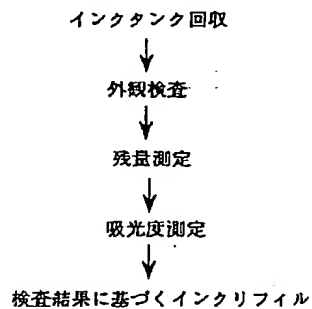 インクタンク回収
外観検査
残量測定
吸光度測定
検査結果に基づくインクリフィル